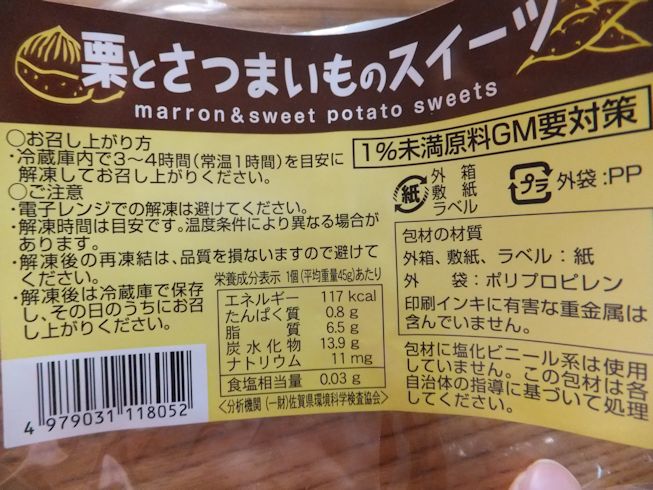 栗とさつまいものスイーツ
marron&sweet potato sweets
○お召し上がり方
・冷蔵庫内で3〜4時間(常温1時間)を目安に
解凍してお召し上がりください。
○ご注意
・電子レンジでの解凍は避けてください。
・解凍時間は目安です。温度条件により異なる場合が
あります。
・解凍後の再凍結は、品質を損ないますので避けて
ください。
・解凍後は冷蔵庫で保存
し、その日のうちにお召
し上がりください。
栄養成分表示 1個(平均重量45g)あたり
エネルギー 117 kcal
たんぱく質 0.8 g
脂質 6.5 g
炭水化物 13.9 g
ナトリウム 11 mg
食塩相当量 0.03 g
<分析機関 (一財)佐賀県環境科学検査協会>
4 979031 118052
1%未満原料GM要対策
紙 外箱
敷紙
ラベル
プラ 外袋:PP
包材の材質
外箱、敷紙、ラベル:紙
外 袋:ポリプロピレン
印刷インキに有害な重金属は
含んでいません。
包材に塩化ビニール系は使用
していません。この包材は各
自治体の指導に基づいて処理
してください。